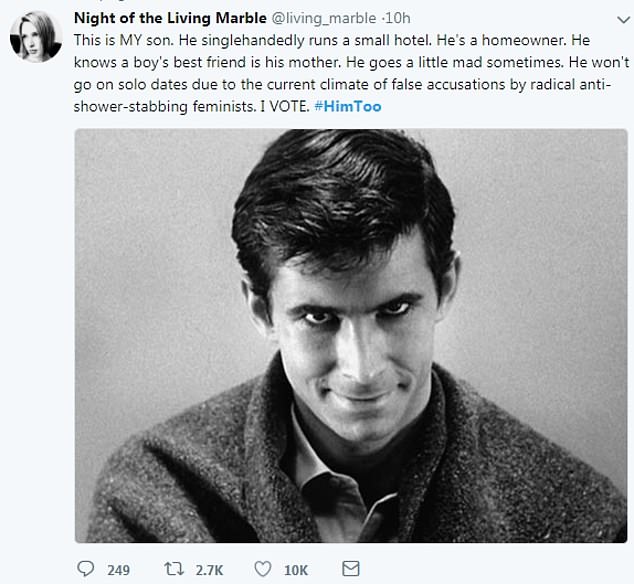 Night of the Living Marble @living_marble ·10h
This is MY son. He singlehandedly runs a small hotel. He's a homeowner. He
knows a boy's best friend is his mother. He goes a little mad sometimes. He won't
go on solo dates due to the current climate of false accusations by radical anti-
shower-stabbing feminists. I VOTE. #HimToo
249 2.7K 10K